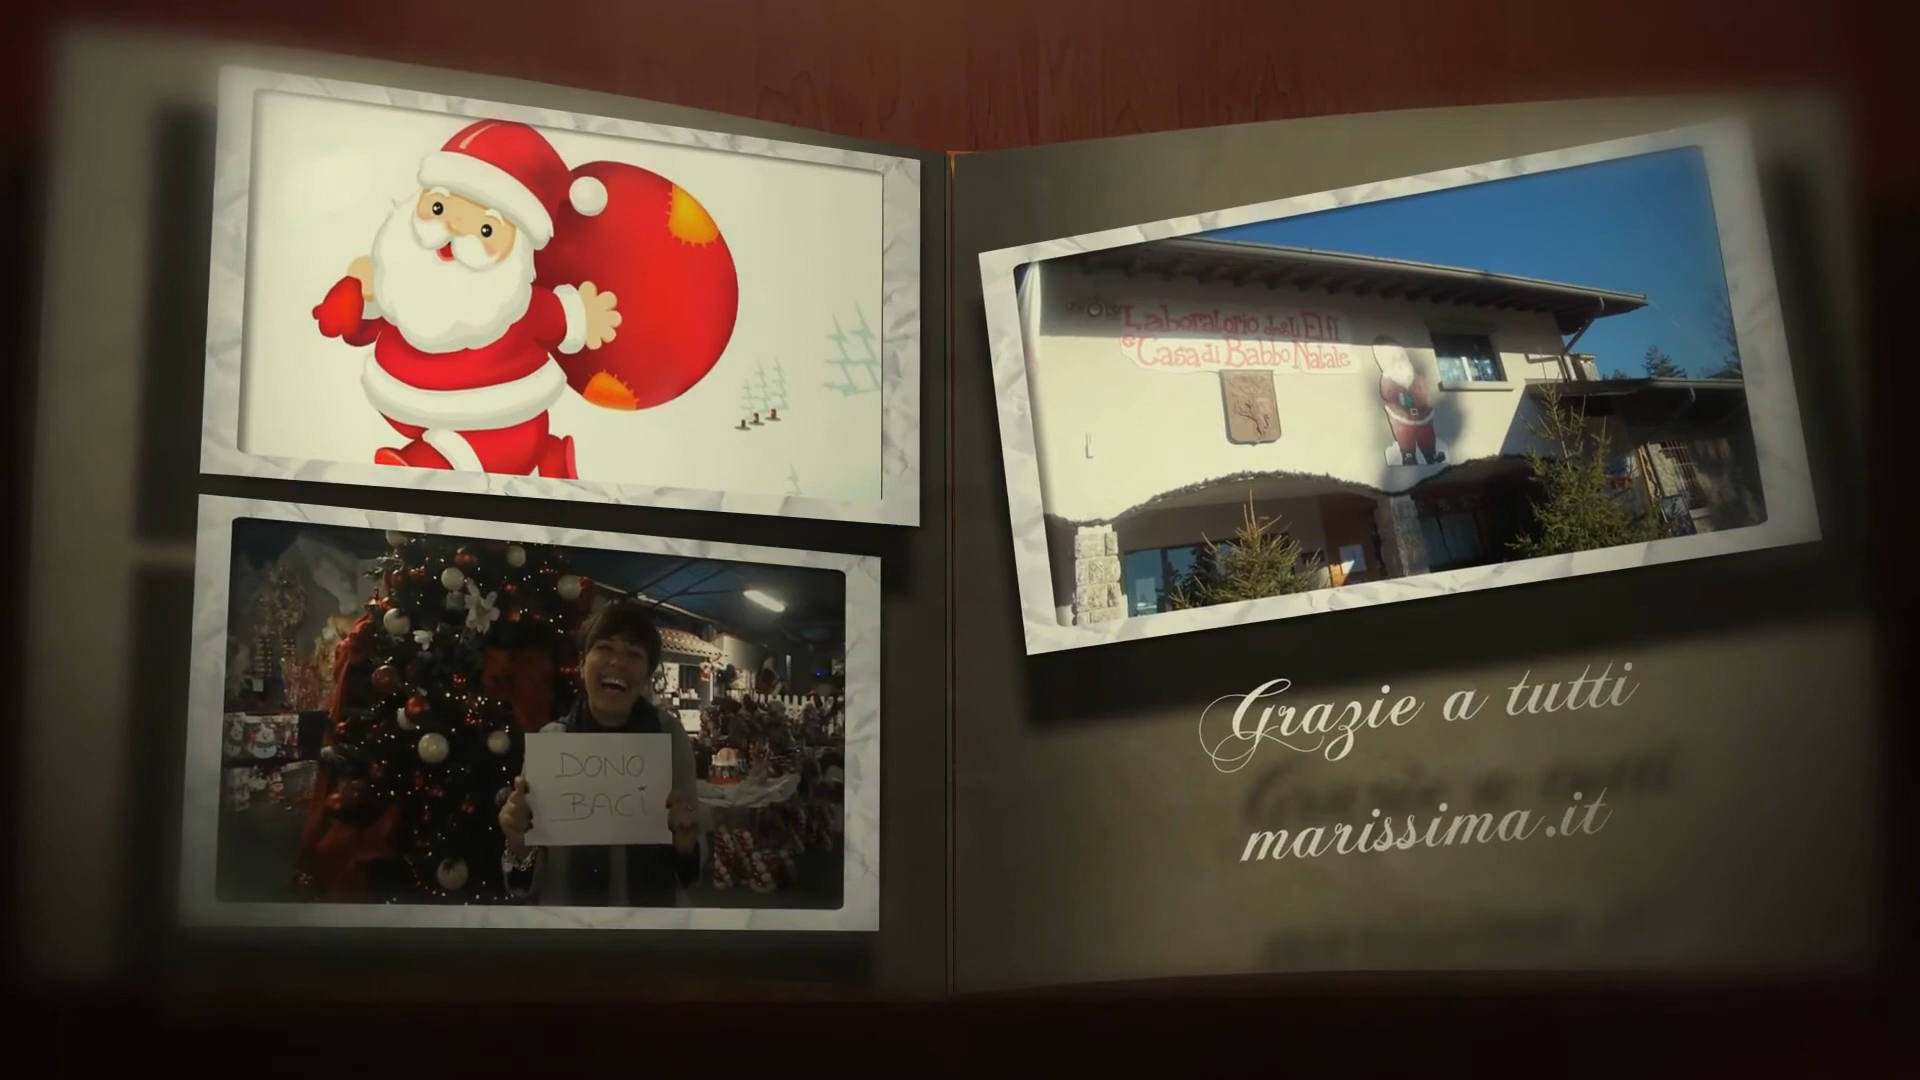 DONO
BACI
Laboratorio degli Elfi
e Casa di Babbo Natale
Grazie a tutti
marissima.it